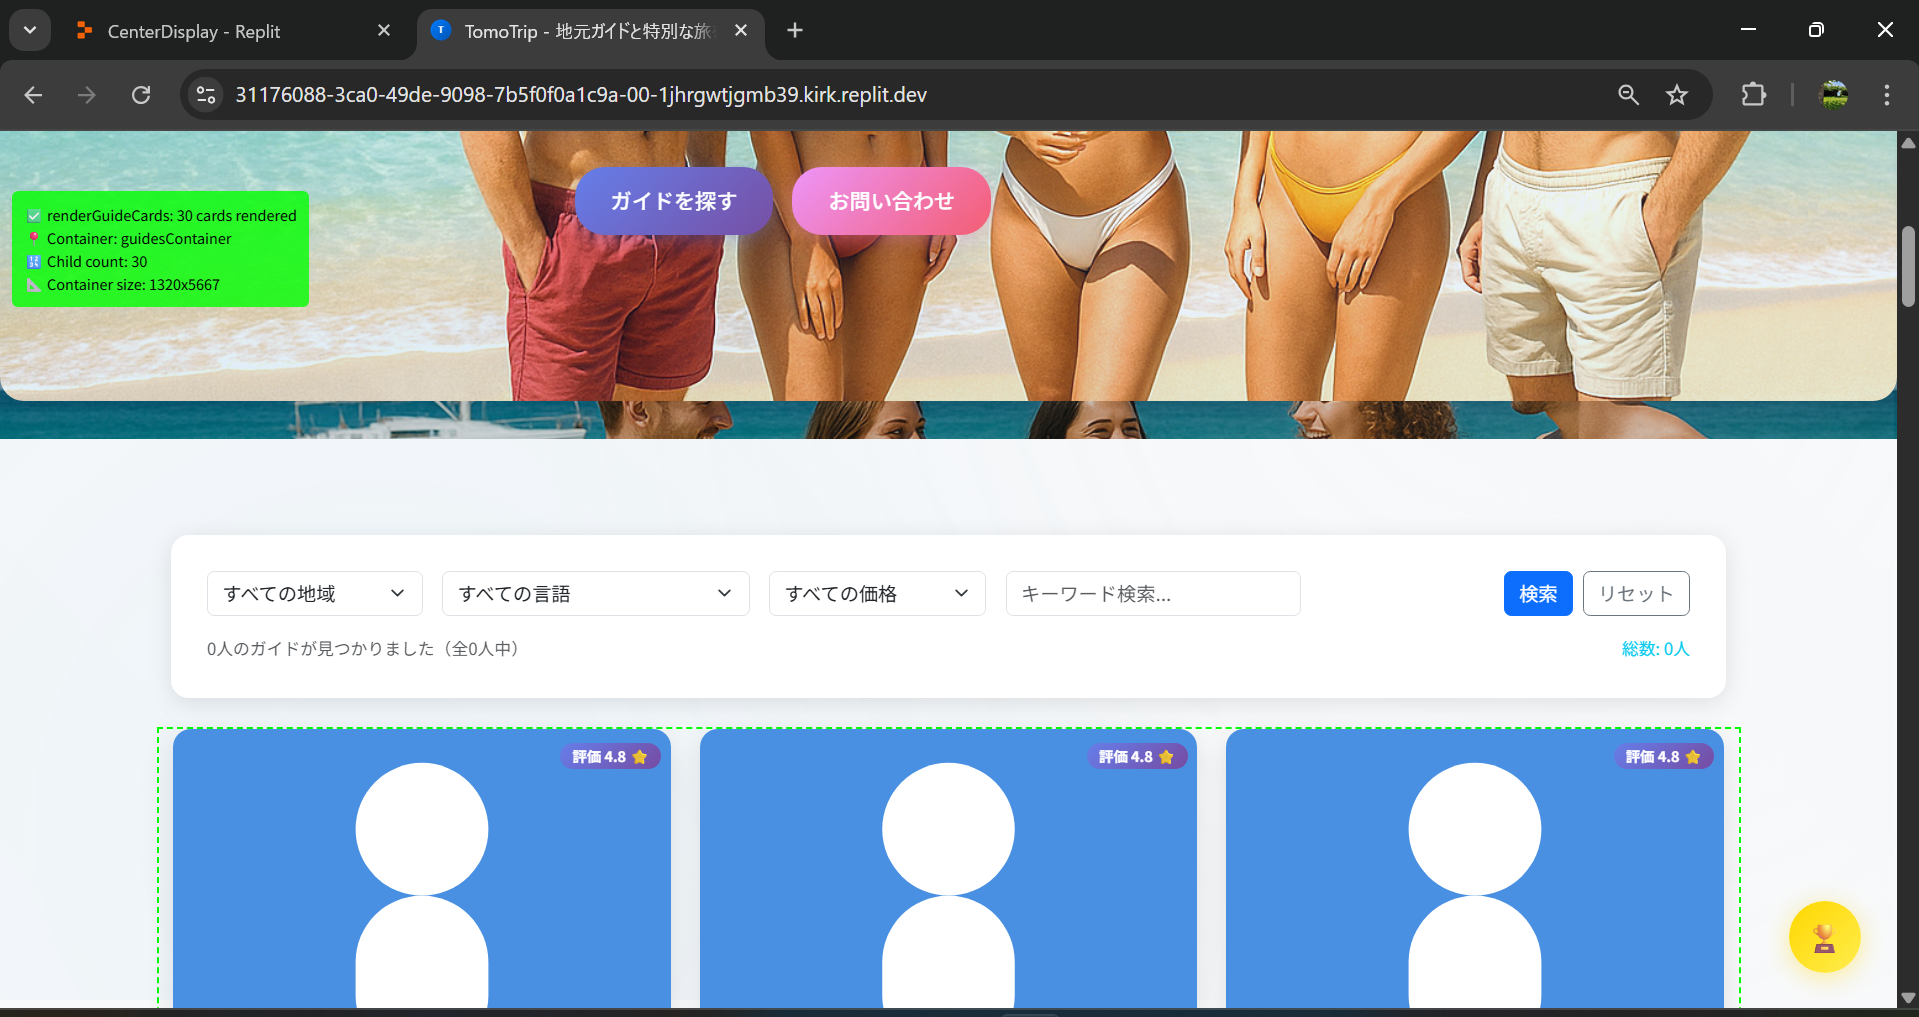 CenterDisplay - Replit
TomoTrip - 地元ガイドと特別な旅
31176088-3ca0-49de-9098-7b5f0f0a1c9a-00-1jhrgwtjgmb39.kirk.replit.dev
ガイドを探す
お問い合わせ
✅ renderGuideCards: 30 cards rendered
📍 Container: guidesContainer
🔢 Child count: 30
📐 Container size: 1320x5667
すべての地域
すべての言語
すべての価格
キーワード検索...
検索
リセット
0人のガイドが見つかりました（全0人中）
総数: 0人
評価 4.8 ⭐
評価 4.8 ⭐
評価 4.8 ⭐